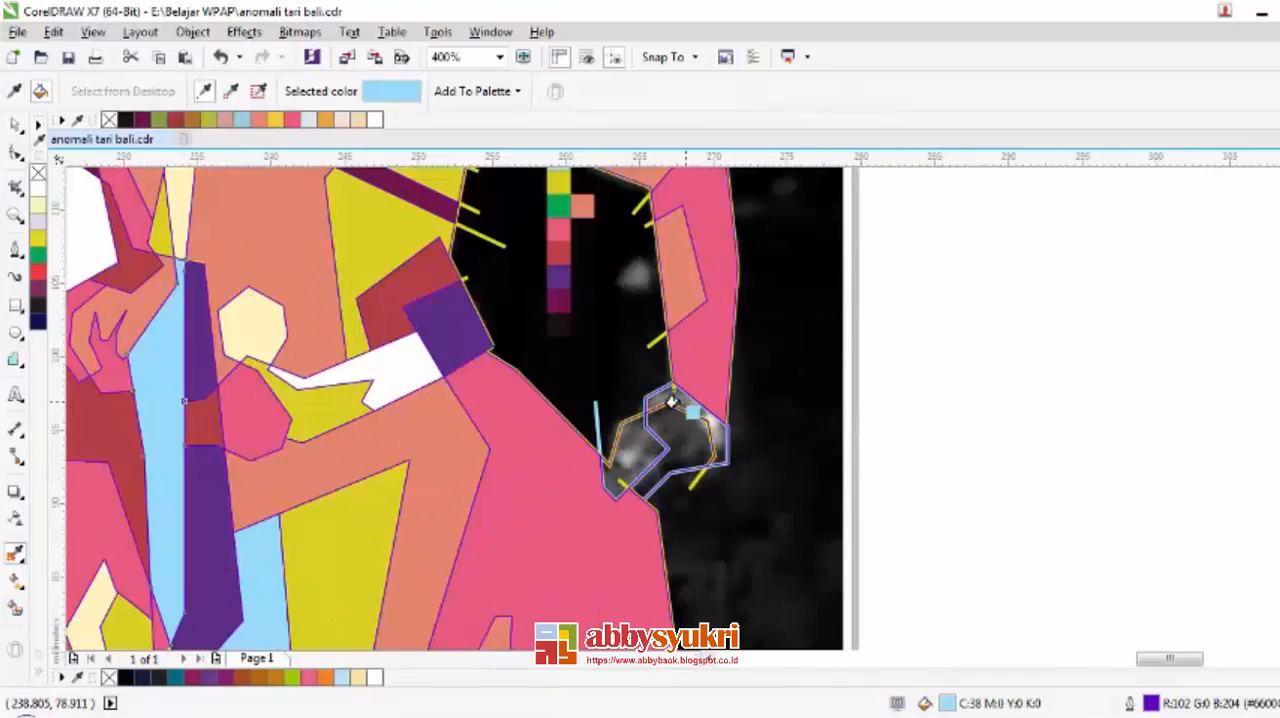 CorelDRAW X7 (64-Bit) - E:\Belajar WPAP\anomali tari bali.cdr
File Edit View Layout Object Effects Bitmaps Text Table Tools Window Help
400% Snap To
Select from Desktop Selected color Add To Palette
anomali tari bali.cdr
230 235 240 245 255 260 265 270 275 280 285 290 295 300 305
abbysyukri
https://www.abbybaok.blogspot.co.id
1 of 1 Page 1
(238.805, 78.911) C:38 M:0 Y:0 K:0 R:102 G:0 B:204 (#6600